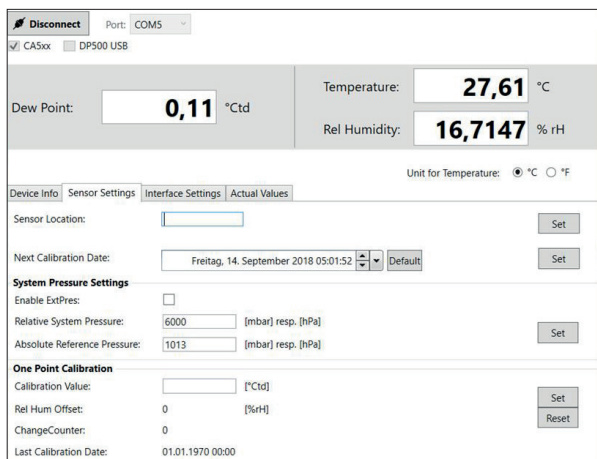 Disconnect Port: COM5
CA5xx DP500 USB
Temperature: 27,61 °C
Dew Point: 0,11 °Ctd
Rel Humidity: 16,7147 % rH
Unit for Temperature: °C °F
Device Info Sensor Settings Interface Settings Actual Values
Sensor Location: Set
Next Calibration Date: Freitag, 14. September 2018 05:01:52 Default Set
System Pressure Settings
Enable ExtPres:
Relative System Pressure: 6000 [mbar] resp. [hPa]
Set
Absolute Reference Pressure: 1013 [mbar] resp. [hPa]
One Point Calibration
Calibration Value: [°Ctd]
Set
Rel Hum Offset: 0 [%rH]
Reset
ChangeCounter: 0
Last Calibration Date: 01.01.1970 00:00